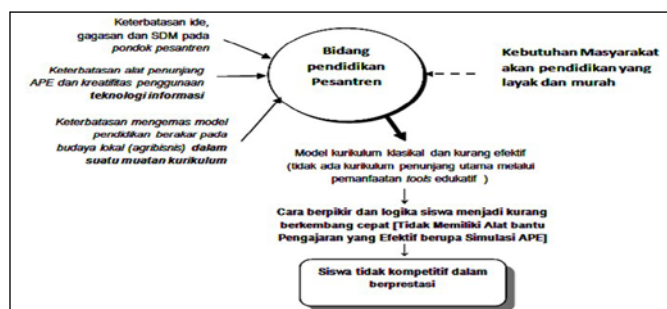 Keterbatasan ide,
gagasan dan SDM pada
pondok pesantren
Keterbatasan alat penunjang
APE dan kreatifitas penggunaan
teknologi informasi
Keterbatasan mengemas model
pendidikan berakar pada
budaya lokal (agribisnis) dalam
suatu muatan kurikulum
Bidang
pendidikan
Pesantren
Kebutuhan Masyarakat
akan pendidikan yang
layak dan murah
Model kurikulum klasikal dan kurang efektif
(tidak ada kurikulum penunjang utama melalui
pemanfaatan tools edukatif )
Cara berpikir dan logika siswa menjadi kurang
berkembang cepat [Tidak Memiliki Alat bantu
Pengajaran yang Efektif berupa Simulasi APE]
Siswa tidak kompetitif dalam
berprestasi